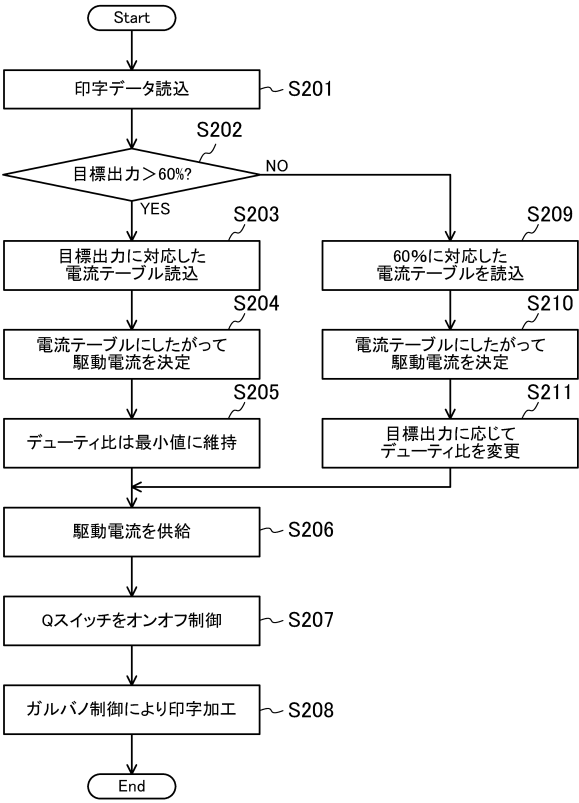 Start
印字データ読込
S201
S202
目標出力＞60%?
NO
YES
S203
目標出力に対応した
電流テーブル読込
S209
60%に対応した
電流テーブルを読込
S204
電流テーブルにしたがって
駆動電流を決定
S210
電流テーブルにしたがって
駆動電流を決定
S205
デューティ比は最小値に維持
S211
目標出力に応じて
デューティ比を変更
駆動電流を供給
S206
Qスイッチをオンオフ制御
S207
ガルバノ制御により印字加工
S208
End